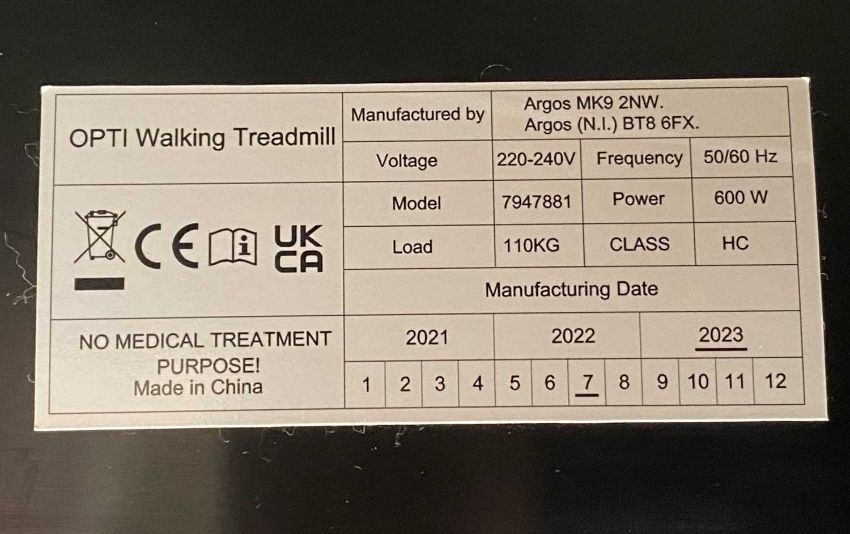 OPTI Walking Treadmill
Manufactured by
Argos MK9 2NW.
Argos (N.I.) BT8 6FX.
Voltage 220-240V Frequency 50/60 Hz
Model 7947881 Power 600 W
Load 110KG CLASS HC
CE i UK
CA
Manufacturing Date
NO MEDICAL TREATMENT
PURPOSE!
Made in China
2021 2022 2023
1 2 3 4 5 6 7 8 9 10 11 12